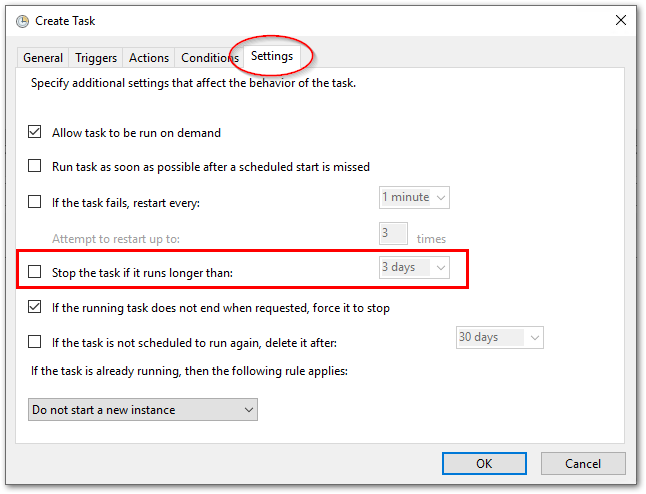 Create Task
General Triggers Actions Conditions Settings
Specify additional settings that affect the behavior of the task.
Allow task to be run on demand
Run task as soon as possible after a scheduled start is missed
If the task fails, restart every: 1 minute
Attempt to restart up to: 3 times
Stop the task if it runs longer than: 3 days
If the running task does not end when requested, force it to stop
If the task is not scheduled to run again, delete it after: 30 days
If the task is already running, then the following rule applies:
Do not start a new instance
OK Cancel